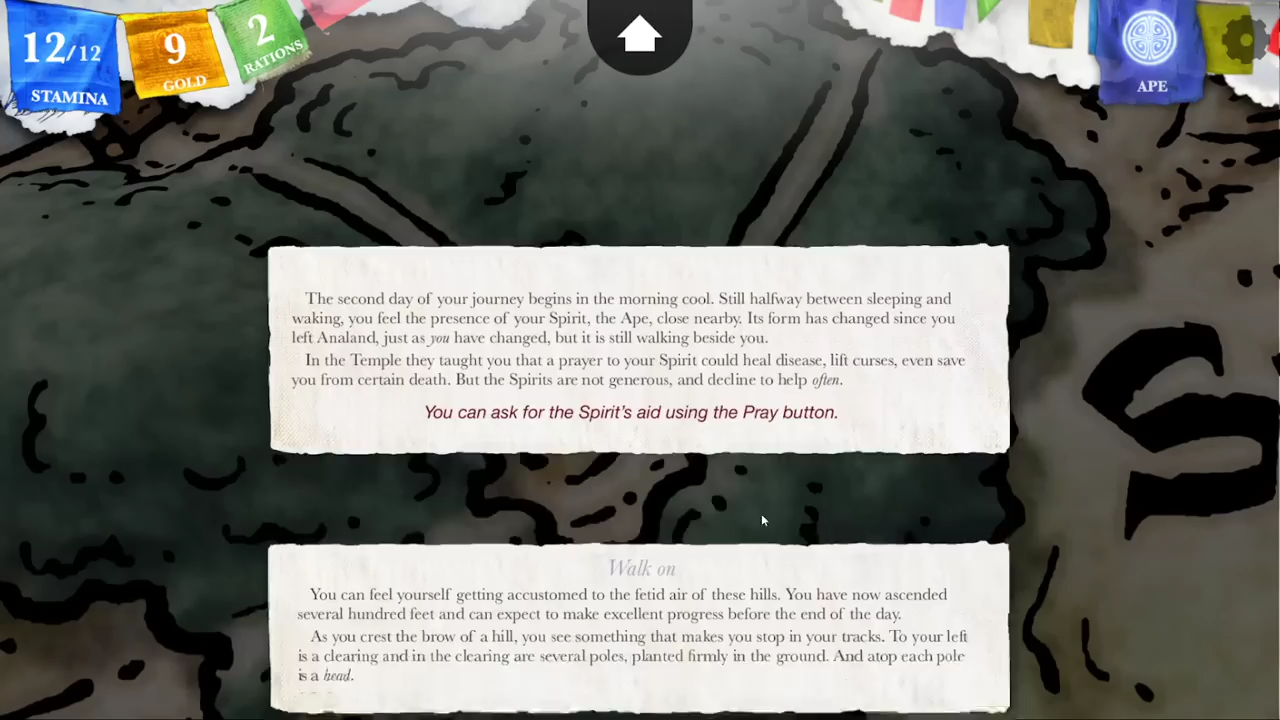 12/12
STAMINA
9
GOLD
2
RATIONS
APE
The second day of your journey begins in the morning cool. Still halfway between sleeping and
waking, you feel the presence of your Spirit, the Ape, close nearby. Its form has changed since you
left Analand, just as you have changed, but it is still walking beside you.
In the Temple they taught you that a prayer to your Spirit could heal disease, lift curses, even save
you from certain death. But the Spirits are not generous, and decline to help often.
You can ask for the Spirit's aid using the Pray button.
Walk on
You can feel yourself getting accustomed to the fetid air of these hills. You have now ascended
several hundred feet and can expect to make excellent progress before the end of the day.
As you crest the brow of a hill, you see something that makes you stop in your tracks. To your left
is a clearing and in the clearing are several poles, planted firmly in the ground. And atop each pole
is a head.